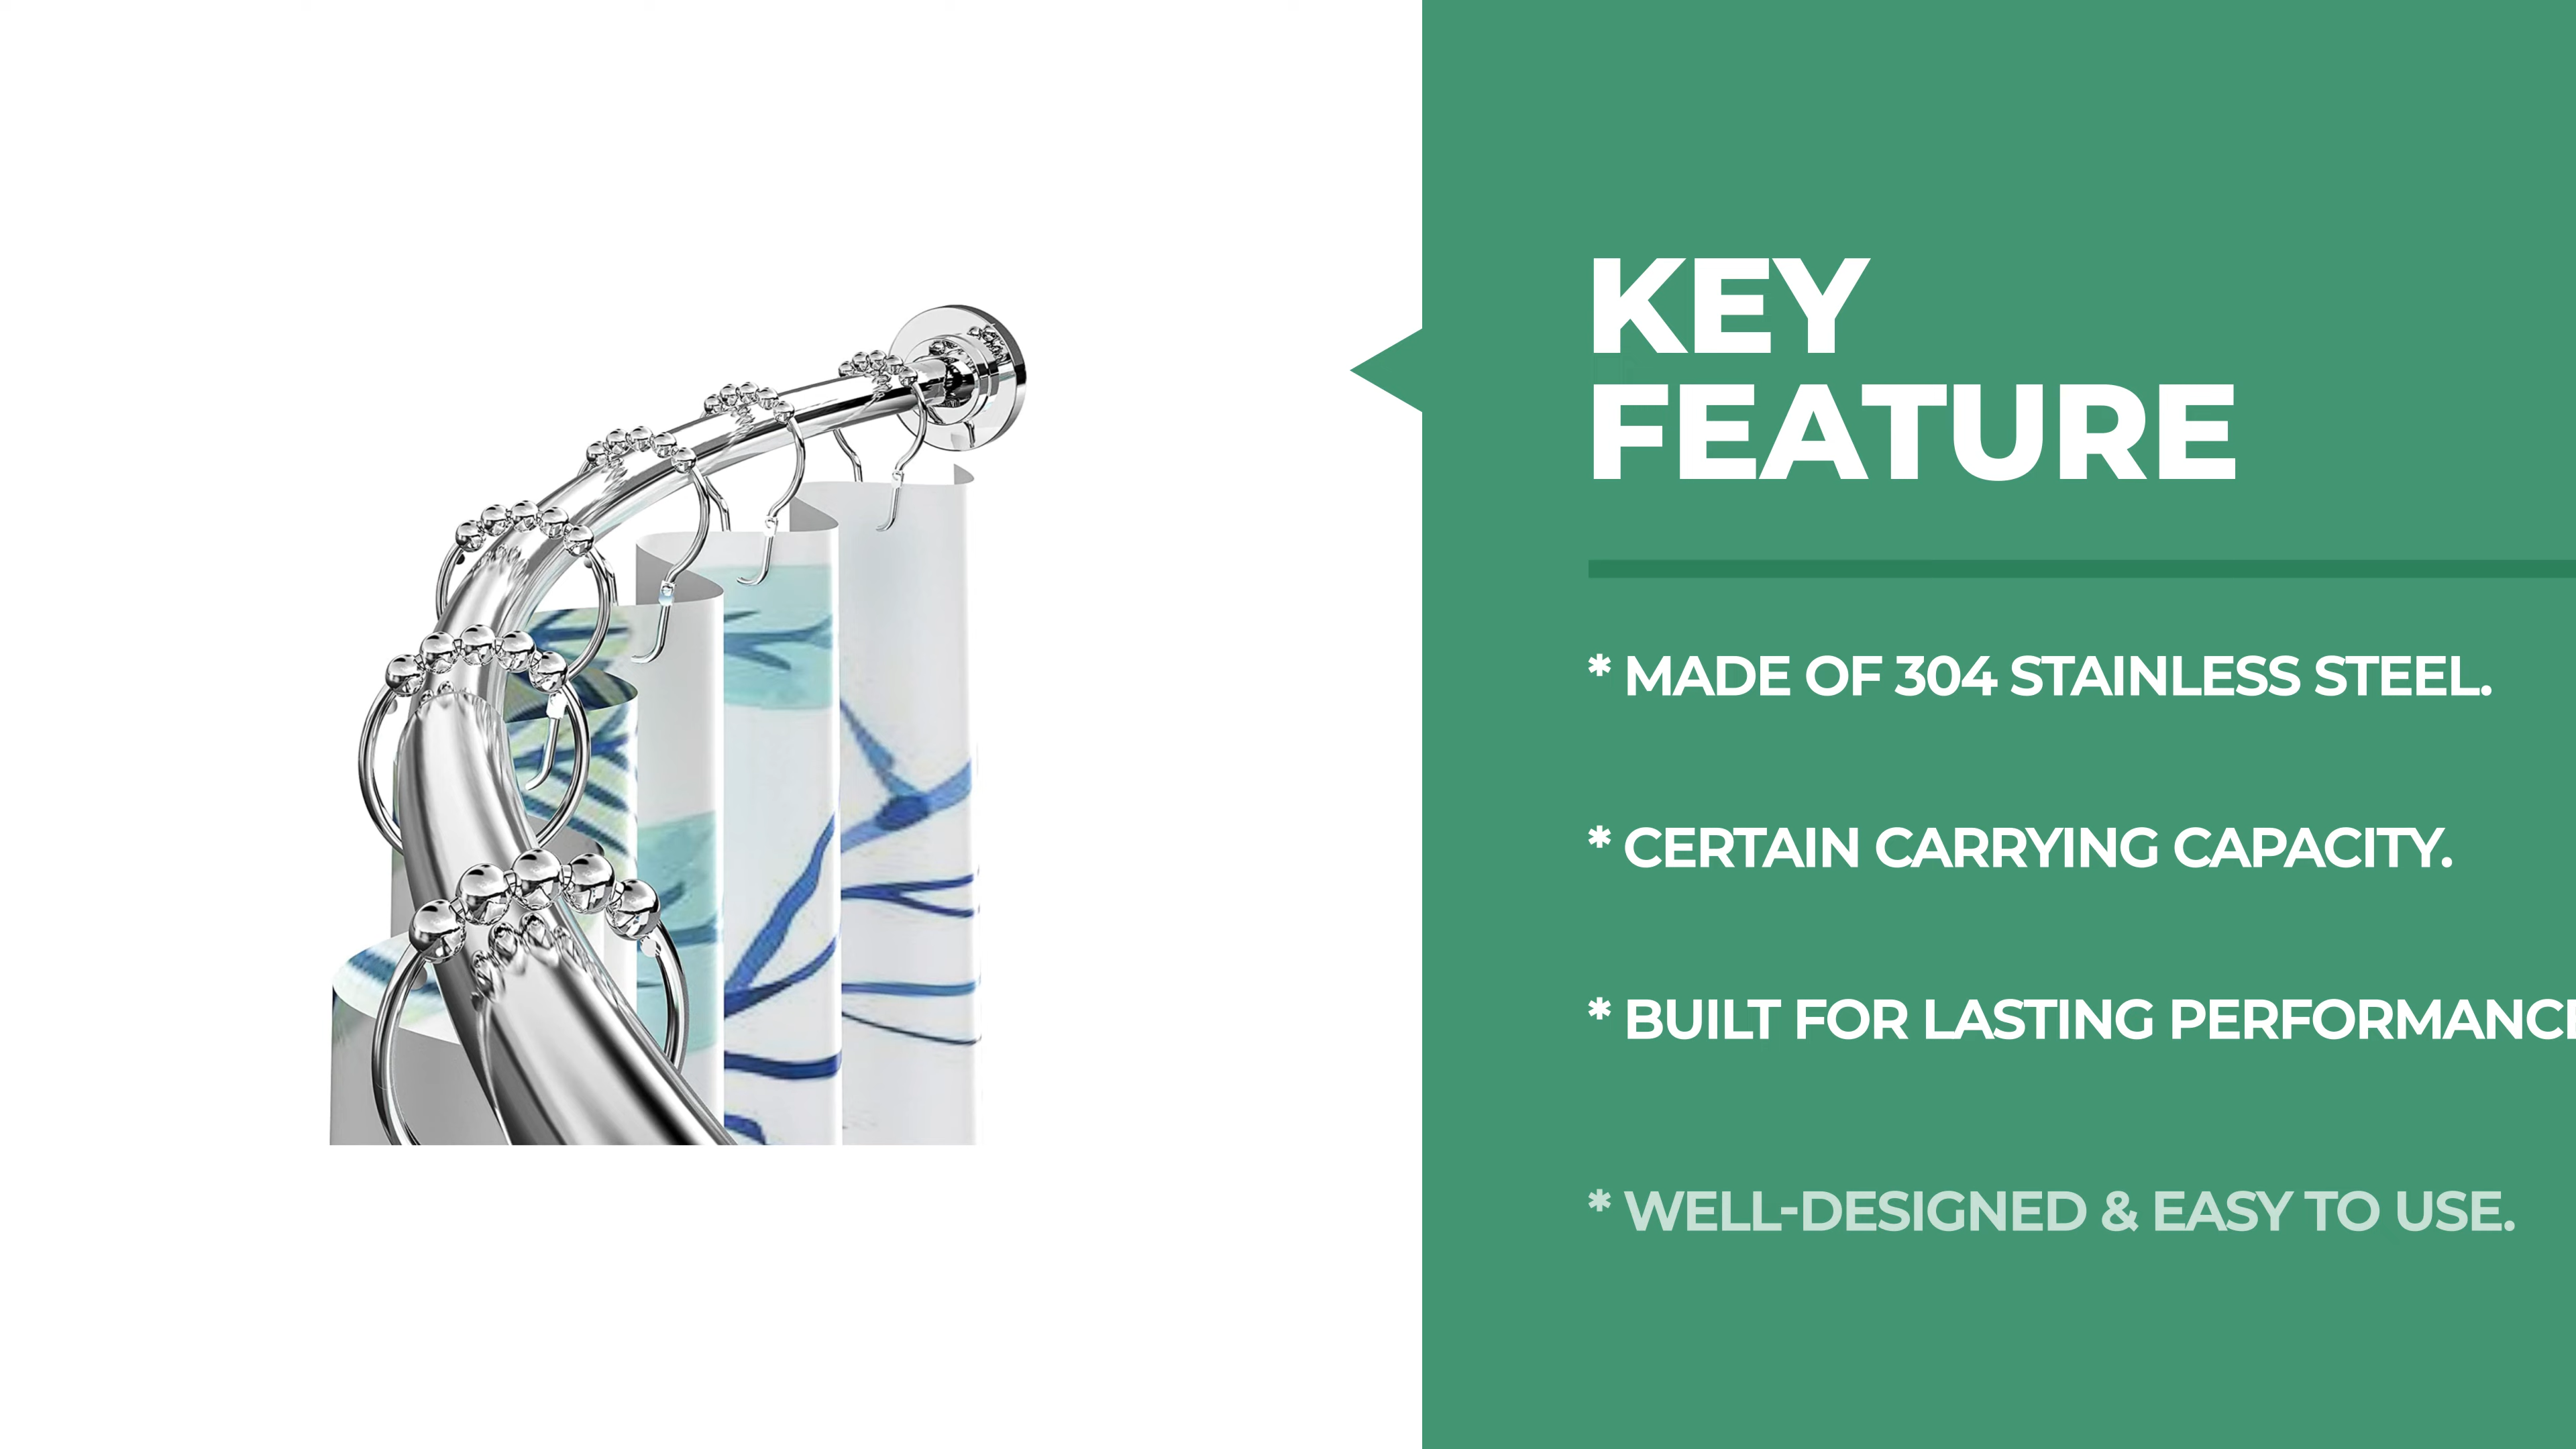 KEY
FEATURE
* MADE OF 304 STAINLESS STEEL.
* CERTAIN CARRYING CAPACITY.
* BUILT FOR LASTING PERFORMANC
* WELL-DESIGNED & EASY TO USE.